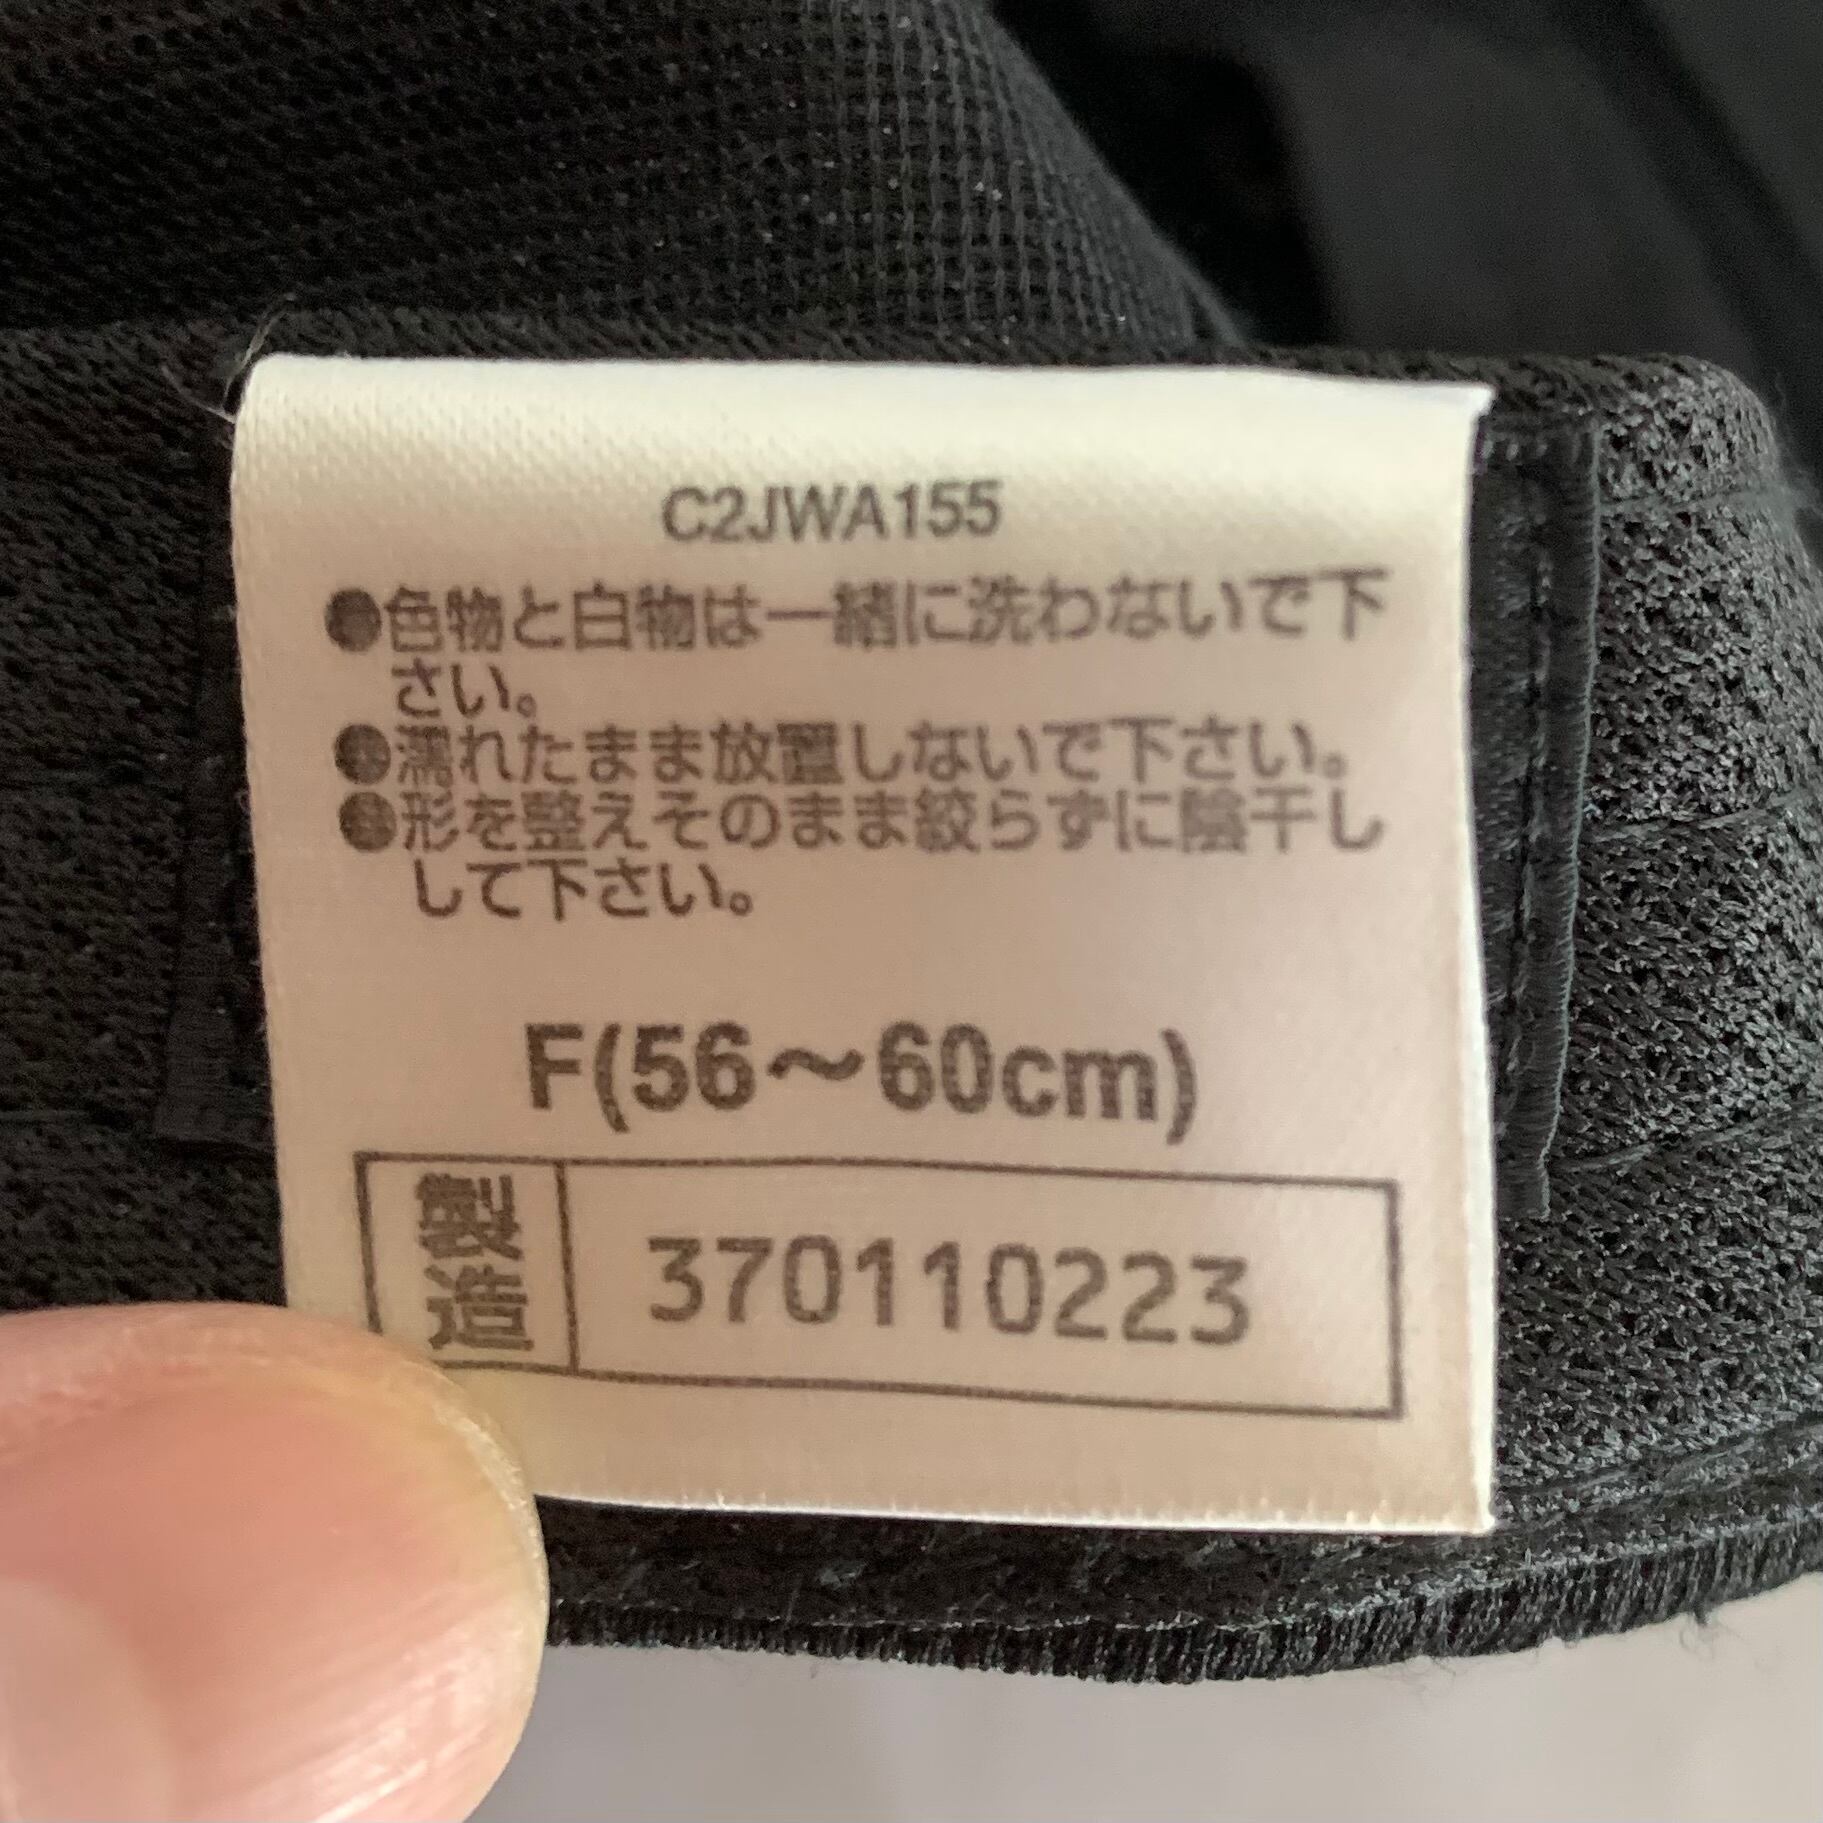 C2JWA155
●色物と白物は一緒に洗わないで下
さい。
●濡れたまま放置しないで下さい。
●形を整えそのまま絞らずに陰干し
して下さい。
F(56〜60cm)
製造 370110223